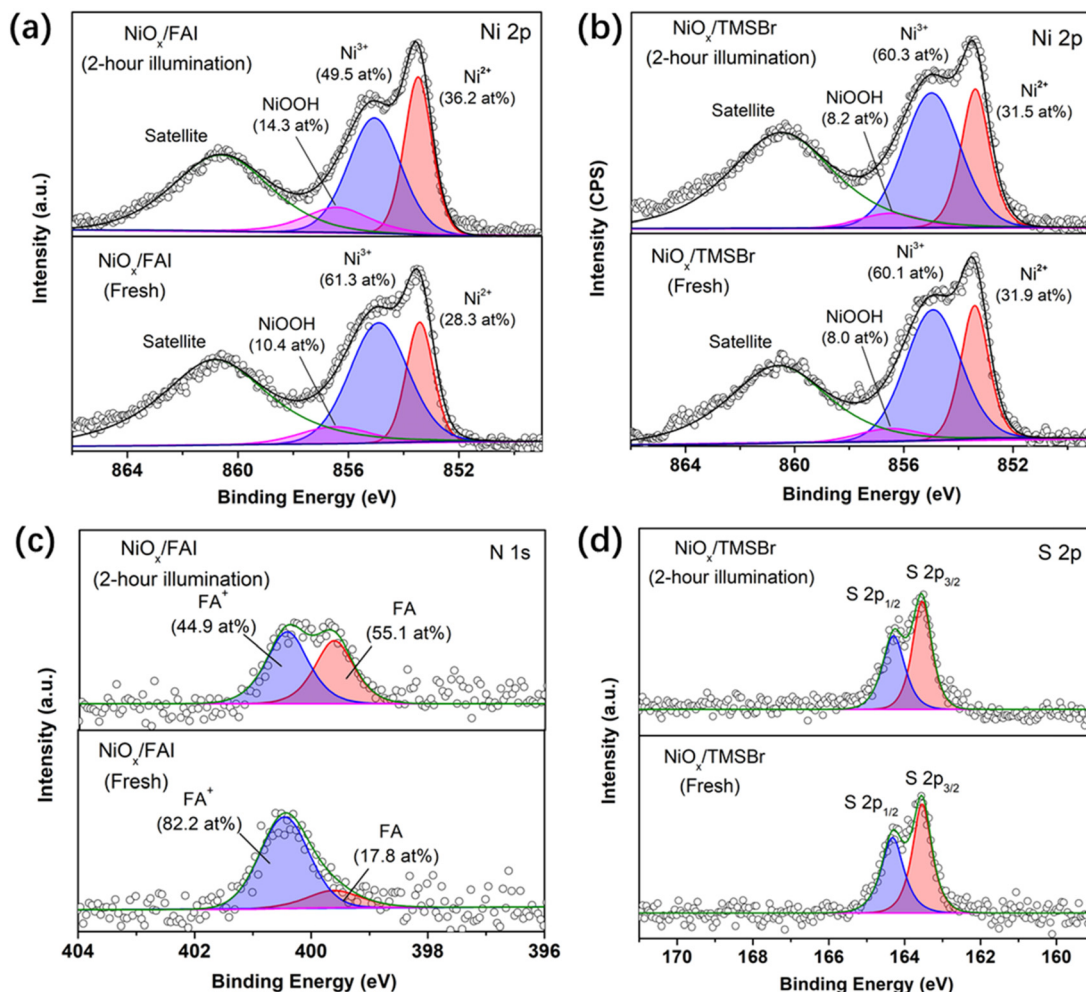 (a)
NiOₓ/FAI
(2-hour illumination)
Ni 2p
Ni³⁺
(49.5 at%)
Ni²⁺
(36.2 at%)
NiOOH
(14.3 at%)
Satellite
NiOₓ/FAI
(Fresh)
Ni³⁺
(61.3 at%)
Ni²⁺
(28.3 at%)
NiOOH
(10.4 at%)
Satellite
Intensity (a.u.)
864 860 856 852
Binding Energy (eV)
(b)
NiOₓ/TMSBr
(2-hour illumination)
Ni 2p
Ni³⁺
(60.3 at%)
Ni²⁺
(31.5 at%)
NiOOH
(8.2 at%)
Satellite
NiOₓ/TMSBr
(Fresh)
Ni³⁺
(60.1 at%)
Ni²⁺
(31.9 at%)
NiOOH
(8.0 at%)
Satellite
Intensity (CPS)
864 860 856 852
Binding Energy (eV)
(c)
NiOₓ/FAI
(2-hour illumination)
N 1s
FA⁺
(44.9 at%)
FA
(55.1 at%)
NiOₓ/FAI
(Fresh)
FA⁺
(82.2 at%)
FA
(17.8 at%)
Intensity (a.u.)
404 402 400 398 396
Binding Energy (eV)
(d)
NiOₓ/TMSBr
(2-hour illumination)
S 2p
S 2p₃/₂
S 2p₁/₂
NiOₓ/TMSBr
(Fresh)
S 2p₃/₂
S 2p₁/₂
Intensity (a.u.)
170 168 166 164 162 160
Binding Energy (eV)